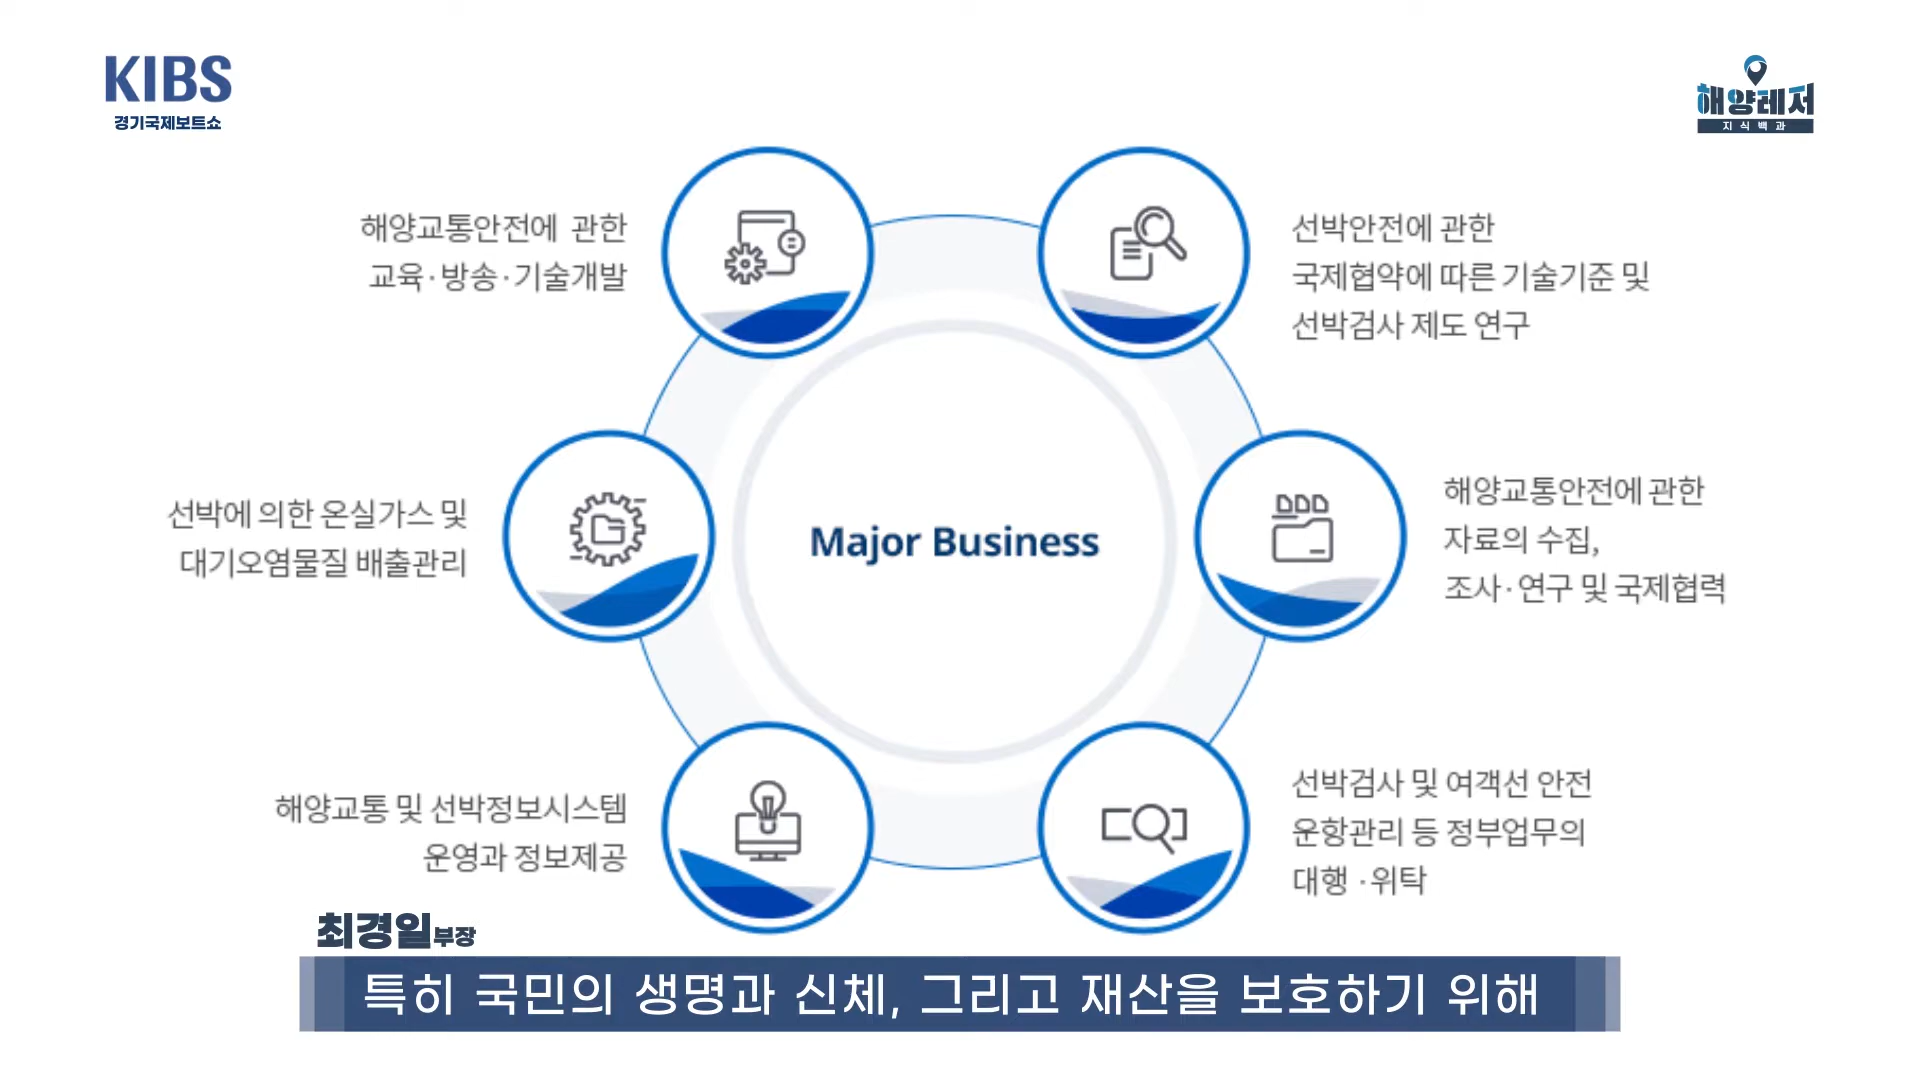 KIBS
경기국제보트쇼
해양레저
지식백과
해양교통안전에 관한
교육·방송·기술개발
선박안전에 관한
국제협약에 따른 기술기준 및
선박검사 제도 연구
선박에 의한 온실가스 및
대기오염물질 배출관리
Major Business
해양교통안전에 관한
자료의 수집,
조사·연구 및 국제협력
해양교통 및 선박정보시스템
운영과 정보제공
선박검사 및 여객선 안전
운항관리 등 정부업무의
대행 ·위탁
최경일부장
특히 국민의 생명과 신체, 그리고 재산을 보호하기 위해